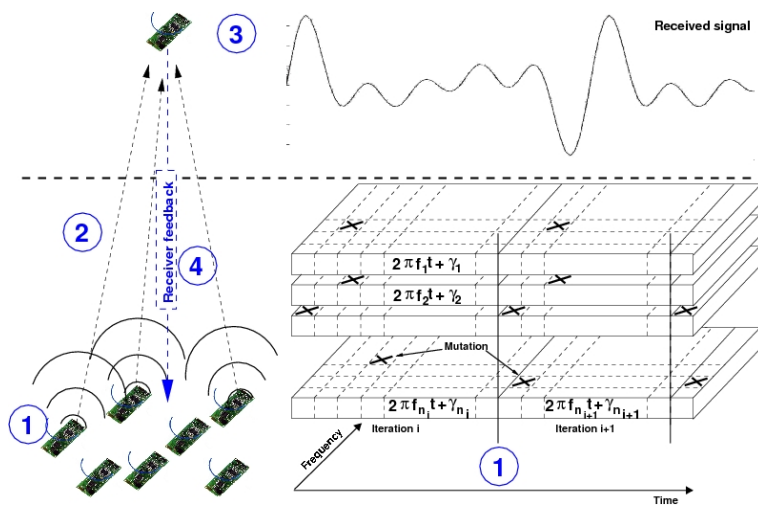 3
Received signal
2
Receiver feedback
4
2πf₁t + γ₁
2πf₂t + γ₂
Mutation
1
2πfₙᵢt + γₙᵢ
2πfₙᵢ₊₁t + γₙᵢ₊₁
Iteration i
Iteration i+1
Frequency
1
Time